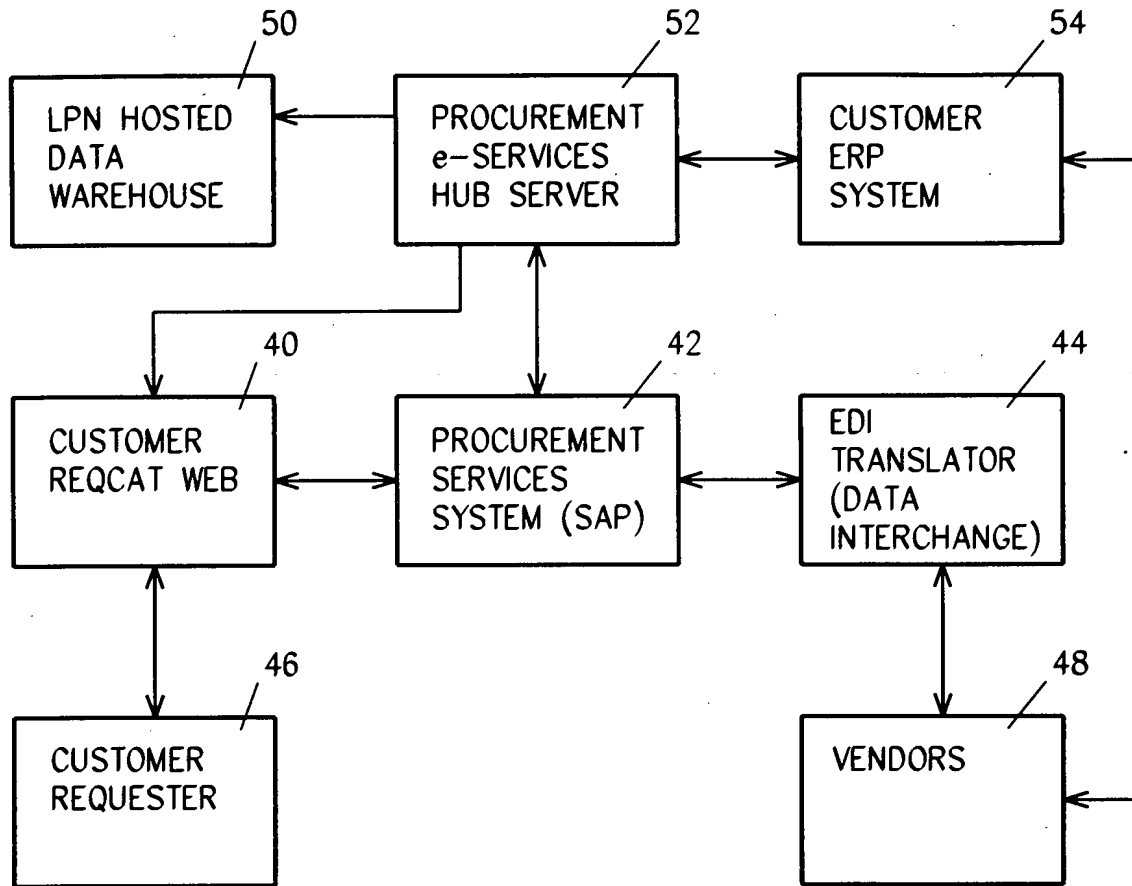 50
LPN HOSTED
DATA
WAREHOUSE
52
PROCUREMENT
e-SERVICES
HUB SERVER
54
CUSTOMER
ERP
SYSTEM
40
CUSTOMER
REQCAT WEB
42
PROCUREMENT
SERVICES
SYSTEM (SAP)
44
EDI
TRANSLATOR
(DATA
INTERCHANGE)
46
CUSTOMER
REQUESTER
48
VENDORS